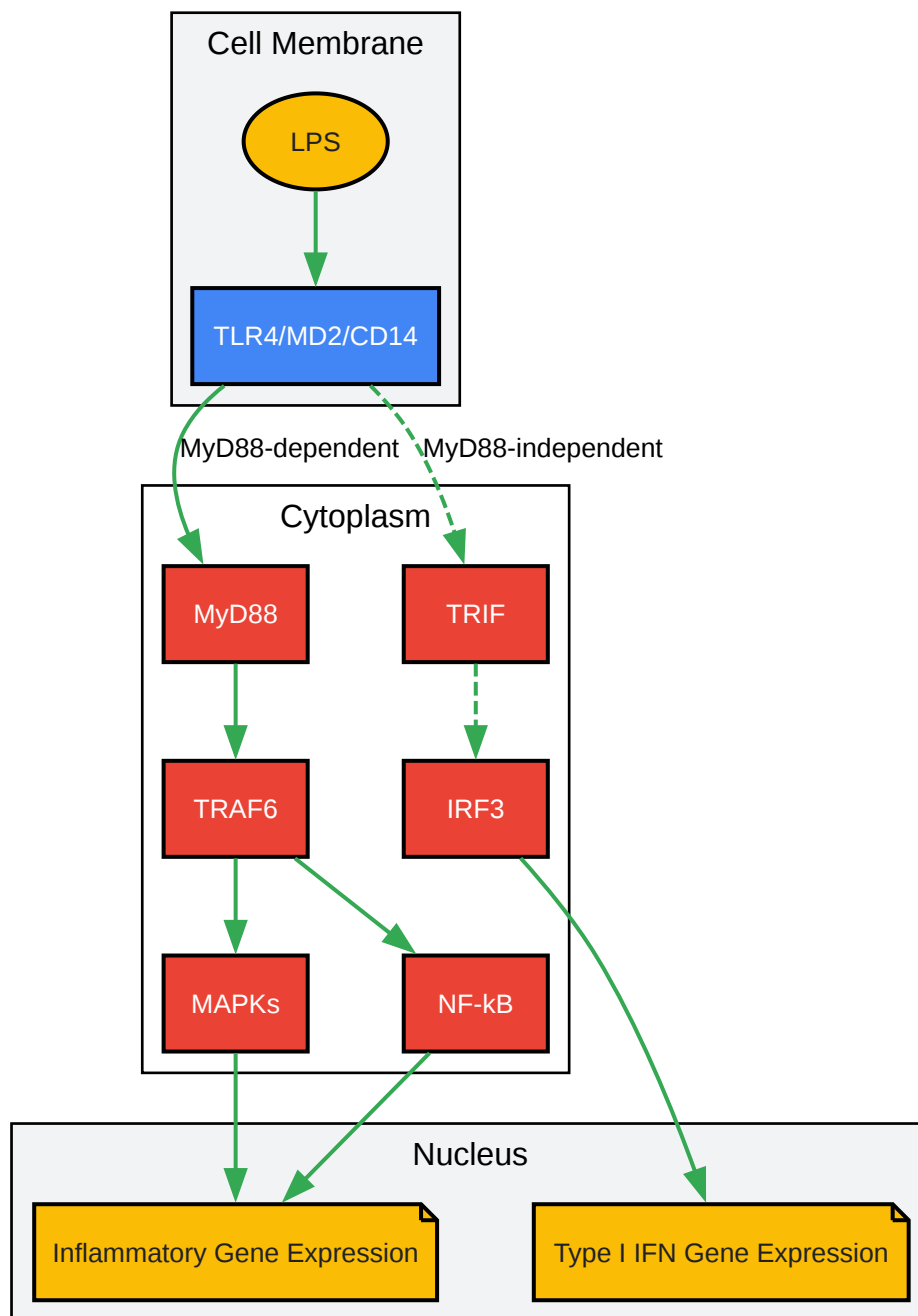 Cell Membrane
LPS
TLR4/MD2/CD14
MyD88-dependent
MyD88-independent
Cytoplasm
MyD88
TRIF
TRAF6
IRF3
MAPKs
NF-kB
Nucleus
Inflammatory Gene Expression
Type I IFN Gene Expression